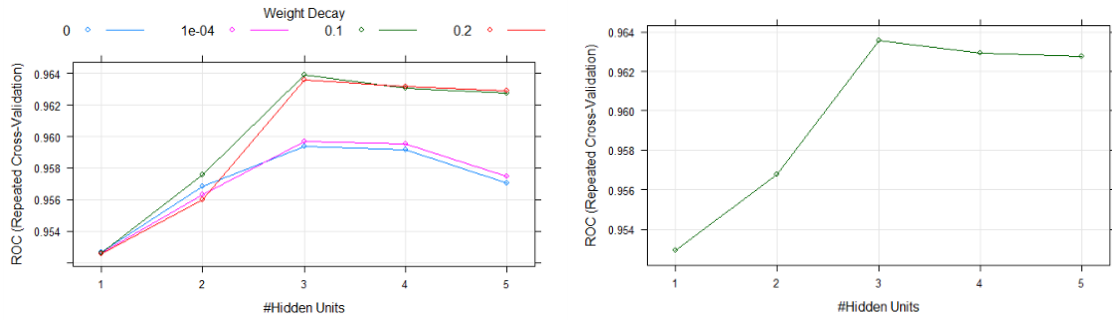 Weight Decay
0 1e-04 0.1 0.2
ROC (Repeated Cross-Validation)
0.964
0.962
0.960
0.958
0.956
0.954
1 2 3 4 5
#Hidden Units
ROC (Repeated Cross-Validation)
0.964
0.962
0.960
0.958
0.956
0.954
1 2 3 4 5
#Hidden Units